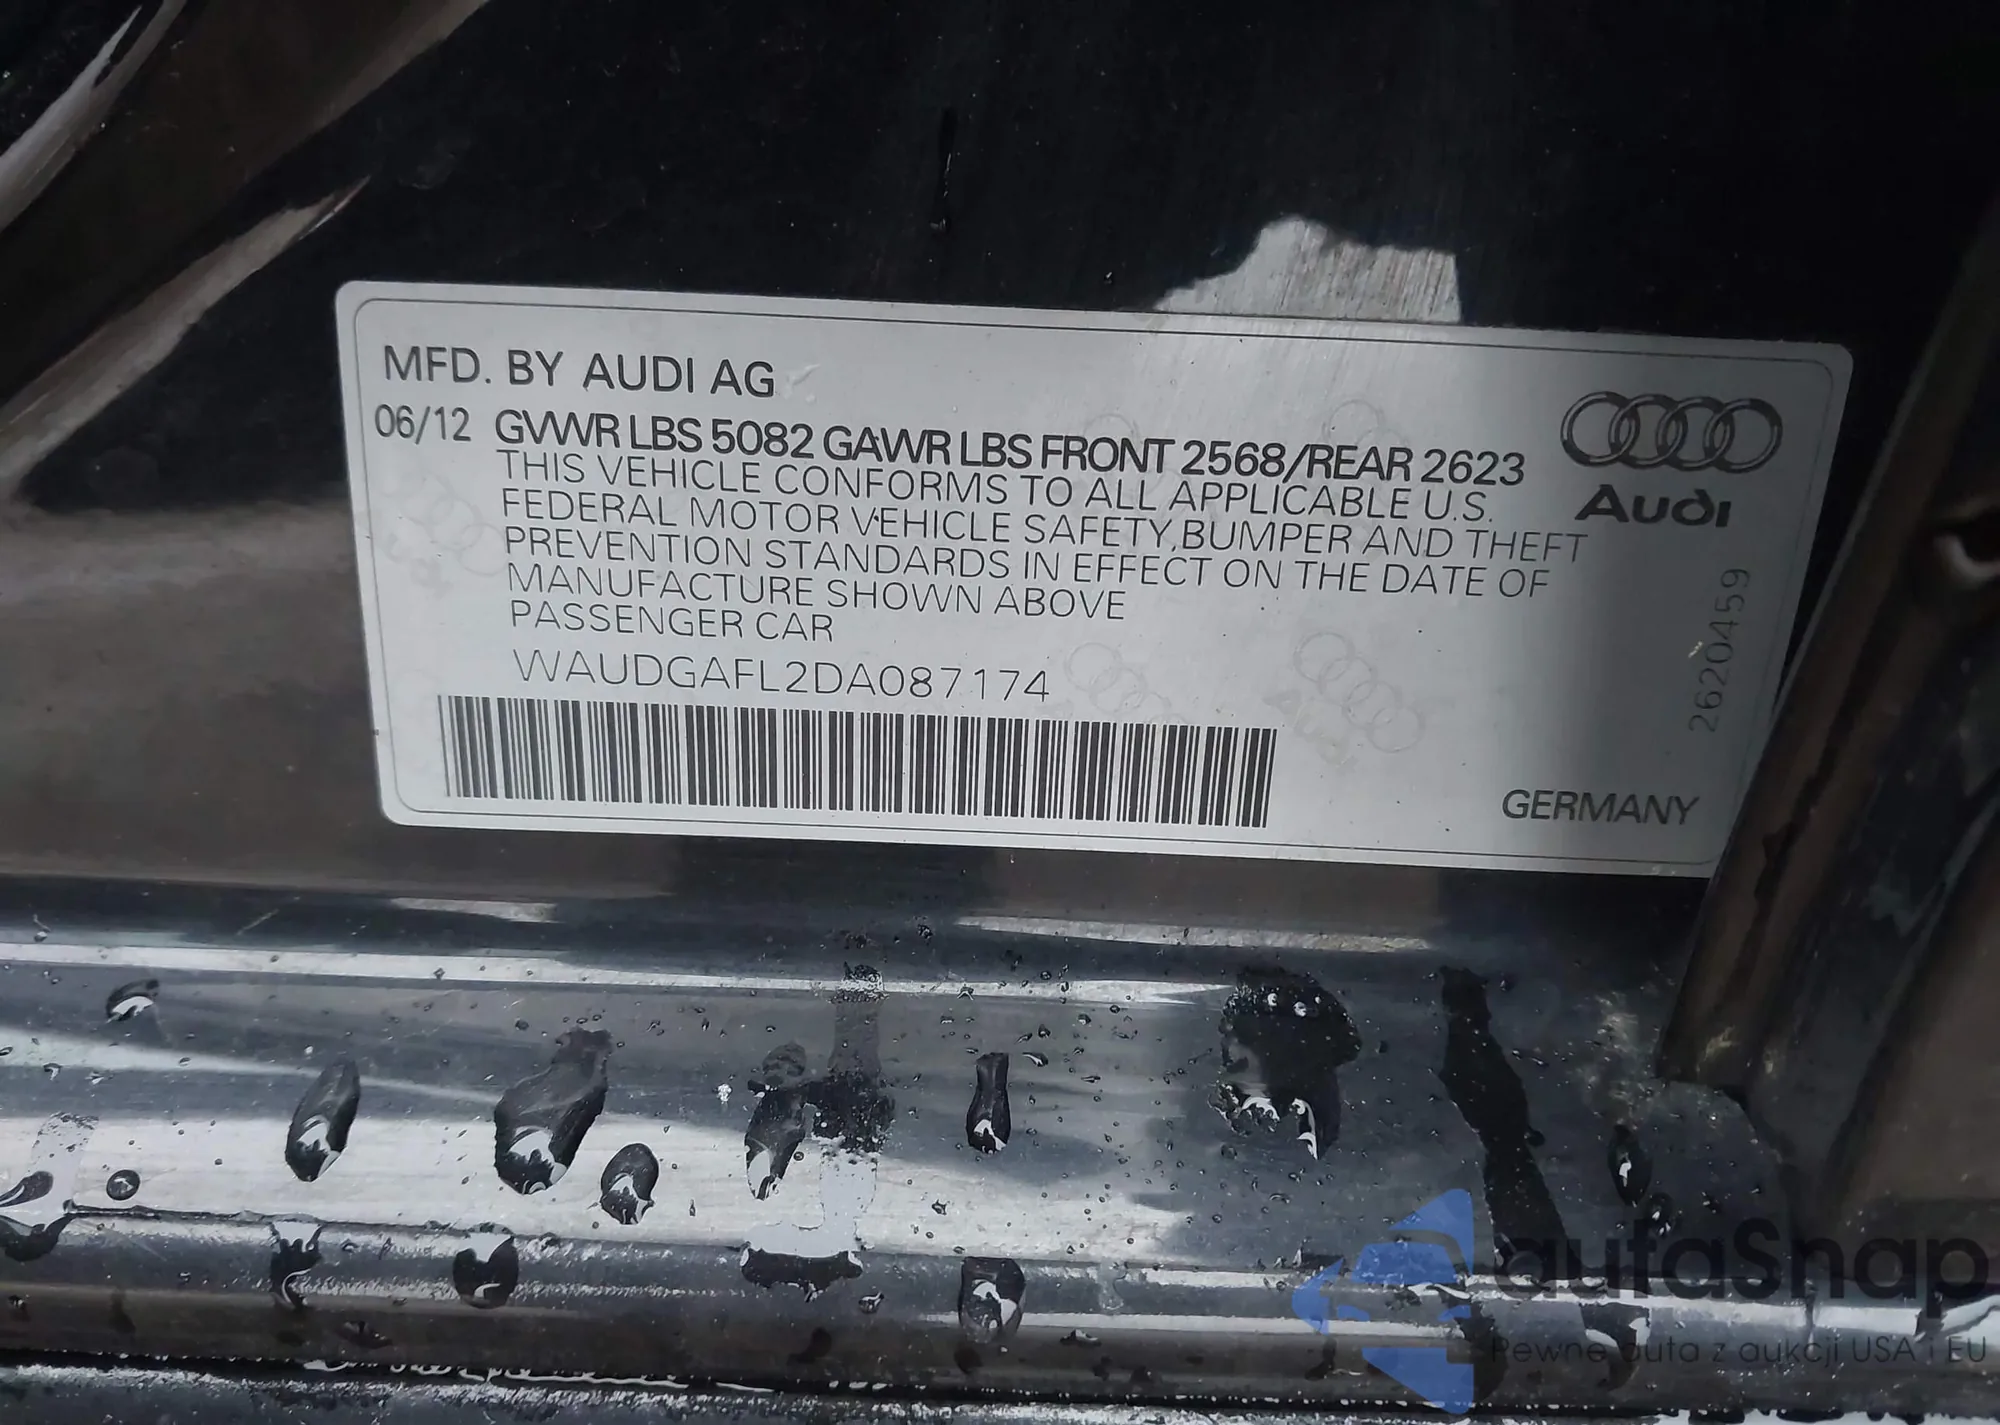 MFD. BY AUDI AG
06/12 GVWR LBS 5082 GAWR LBS FRONT 2568/REAR 2623
THIS VEHICLE CONFORMS TO ALL APPLICABLE U.S.
FEDERAL MOTOR VEHICLE SAFETY,BUMPER AND THEFT
PREVENTION STANDARDS IN EFFECT ON THE DATE OF
MANUFACTURE SHOWN ABOVE
PASSENGER CAR
WAUDGAFL2DA087174
Audi
2620459
GERMANY
autaSnap
Pewne auta z aukcji USA i EU